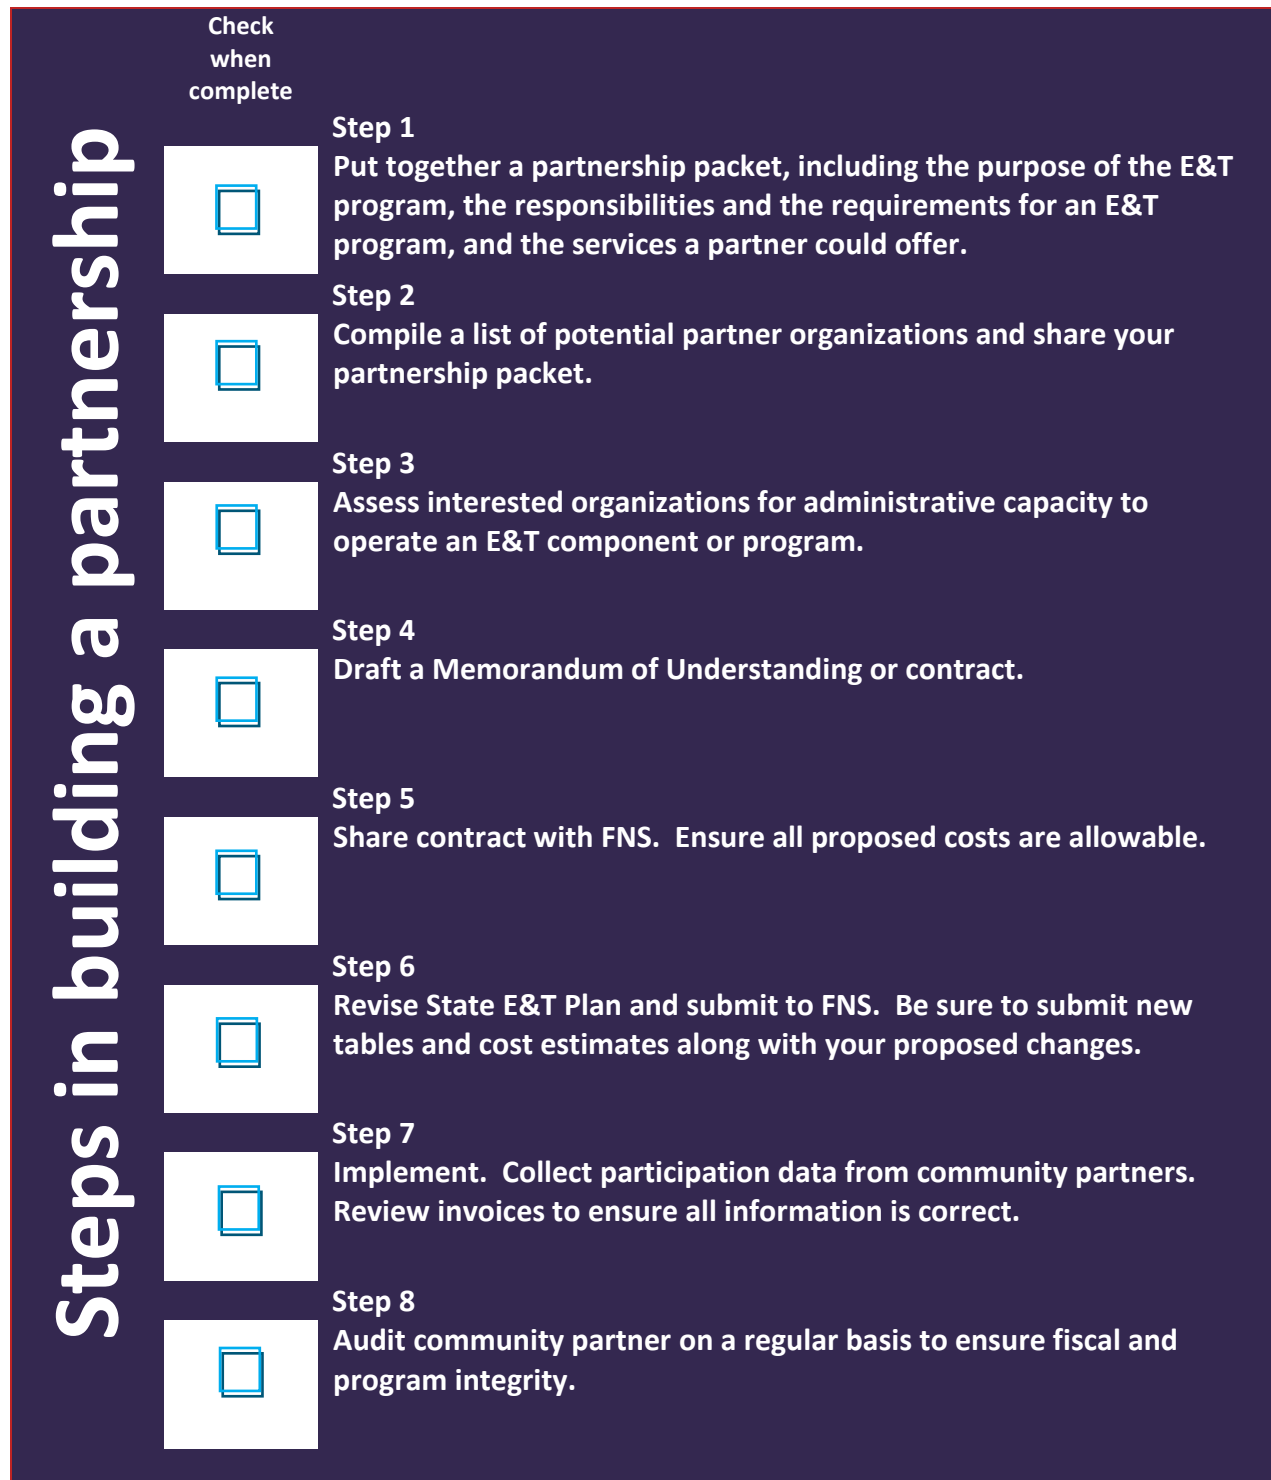 Check
when
complete
Steps in building a partnership
Step 1
Put together a partnership packet, including the purpose of the E&T
program, the responsibilities and the requirements for an E&T
program, and the services a partner could offer.
Step 2
Compile a list of potential partner organizations and share your
partnership packet.
Step 3
Assess interested organizations for administrative capacity to
operate an E&T component or program.
Step 4
Draft a Memorandum of Understanding or contract.
Step 5
Share contract with FNS.  Ensure all proposed costs are allowable.
Step 6
Revise State E&T Plan and submit to FNS.  Be sure to submit new
tables and cost estimates along with your proposed changes.
Step 7
Implement.  Collect participation data from community partners.
Review invoices to ensure all information is correct.
Step 8
Audit community partner on a regular basis to ensure fiscal and
program integrity.